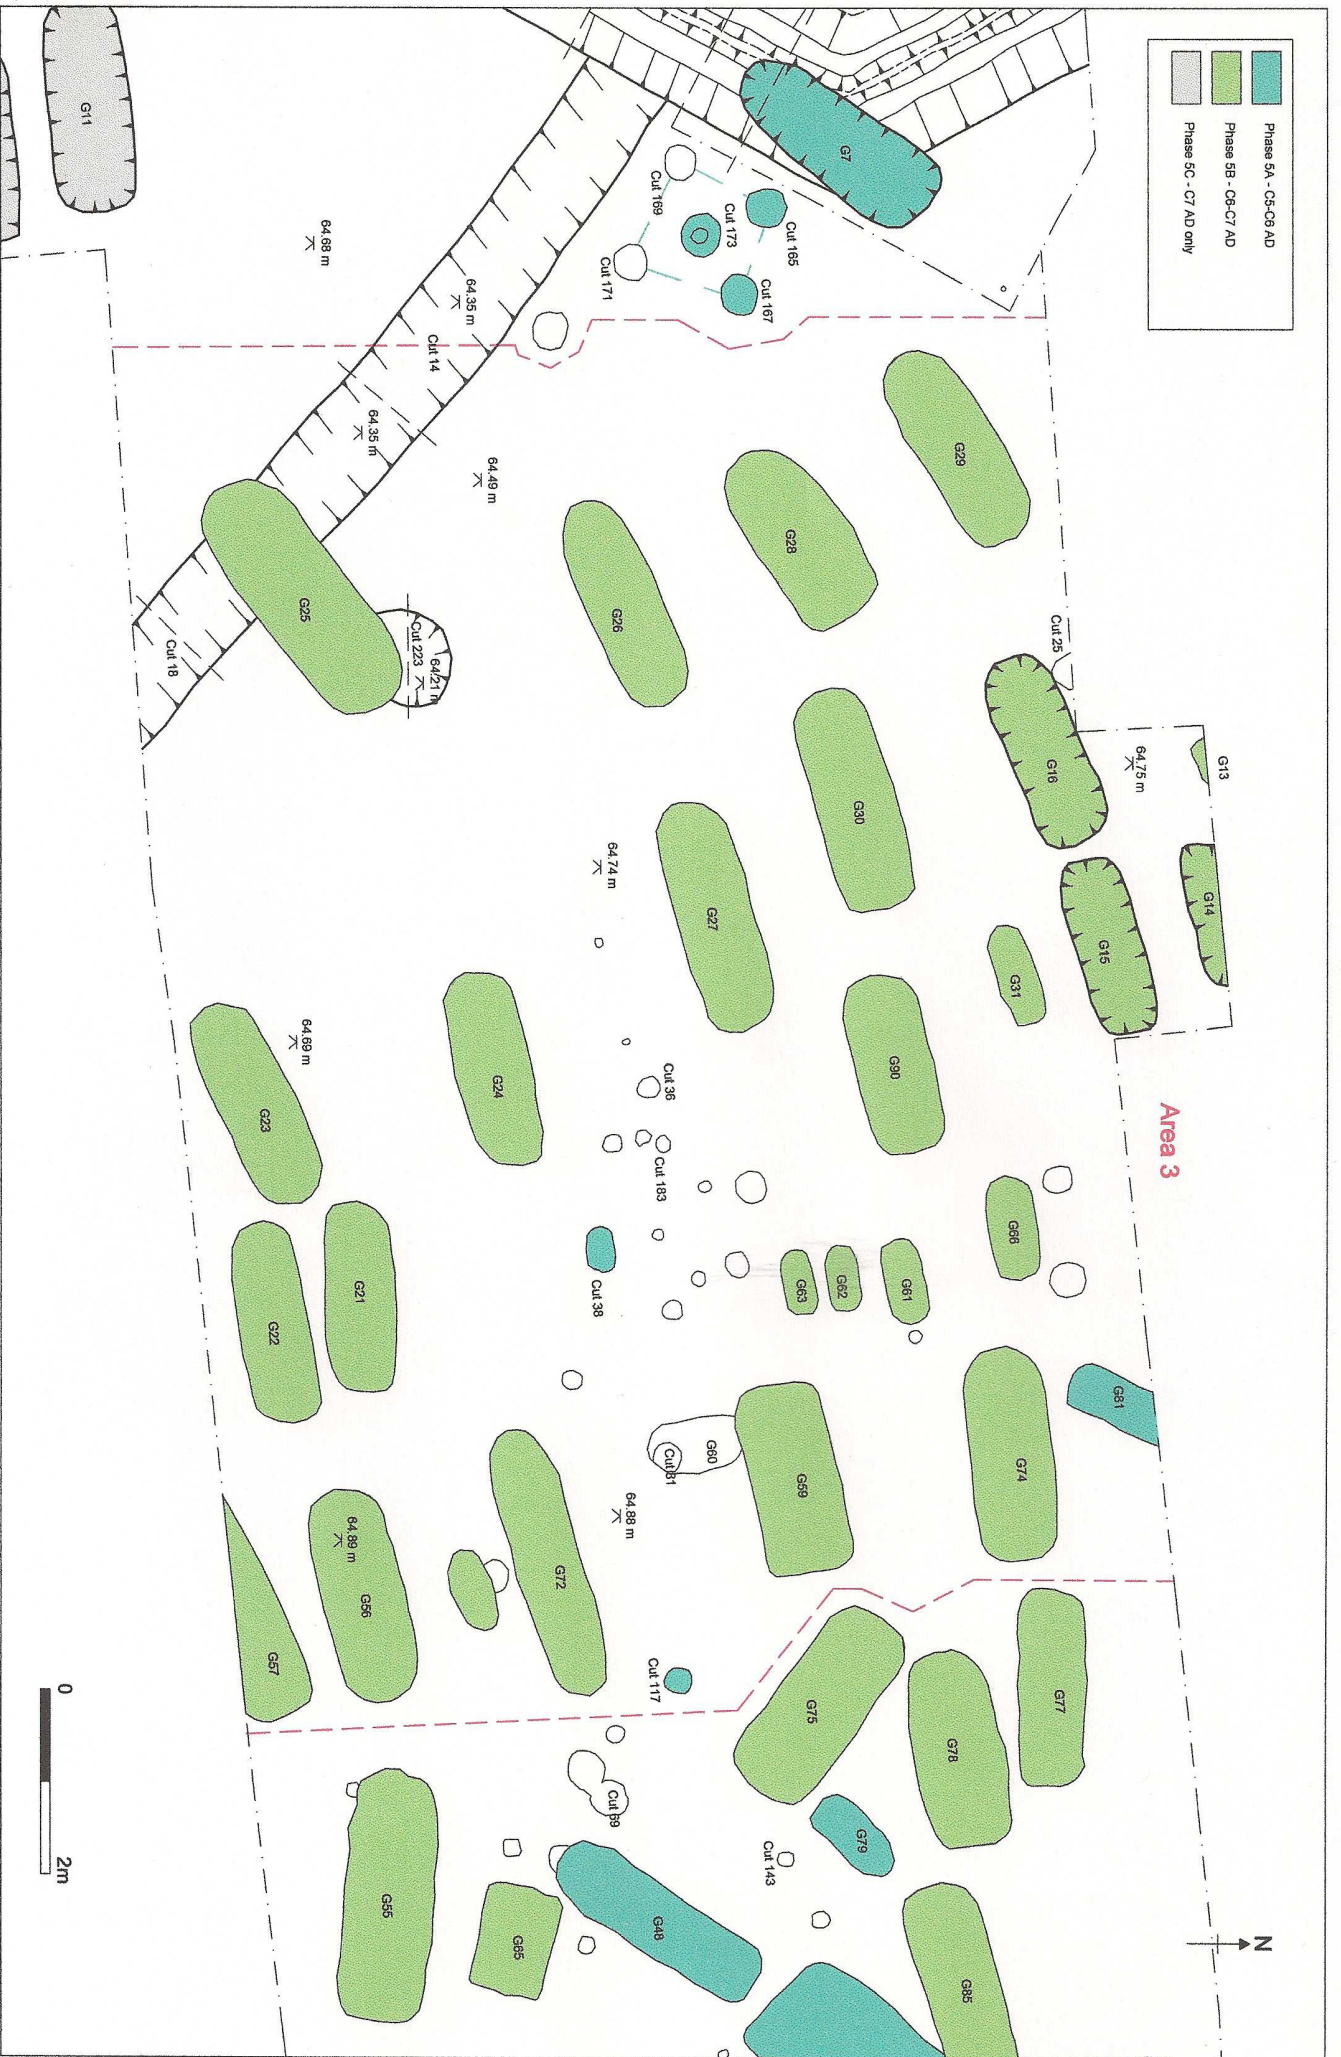 Phase 5A - C5-C6 AD
Phase 5B - C6-C7 AD
Phase 5C - C7 AD only
G11
64.68 m
G7
Cut 169
Cut 173
Cut 165
Cut 171
Cut 167
64.35 m
Cut 14
64.35 m
64.49 m
G29
G28
G26
G25
Cut 223
64/21 m
Cut 18
Cut 25
G16
64.75 m
G13
G14
G15
G30
G27
64.74 m
G31
G90
G24
64.69 m
G23
Cut 36
Cut 183
Area 3
G66
G61
G62
G63
Cut 38
G21
G22
G81
G74
G59
G60
Cut 81
64.88 m
G72
64.89 m
G56
G57
Cut 117
G75
G77
G78
G79
Cut 143
Cut 69
G48
G55
G65
G85
N
0
2m